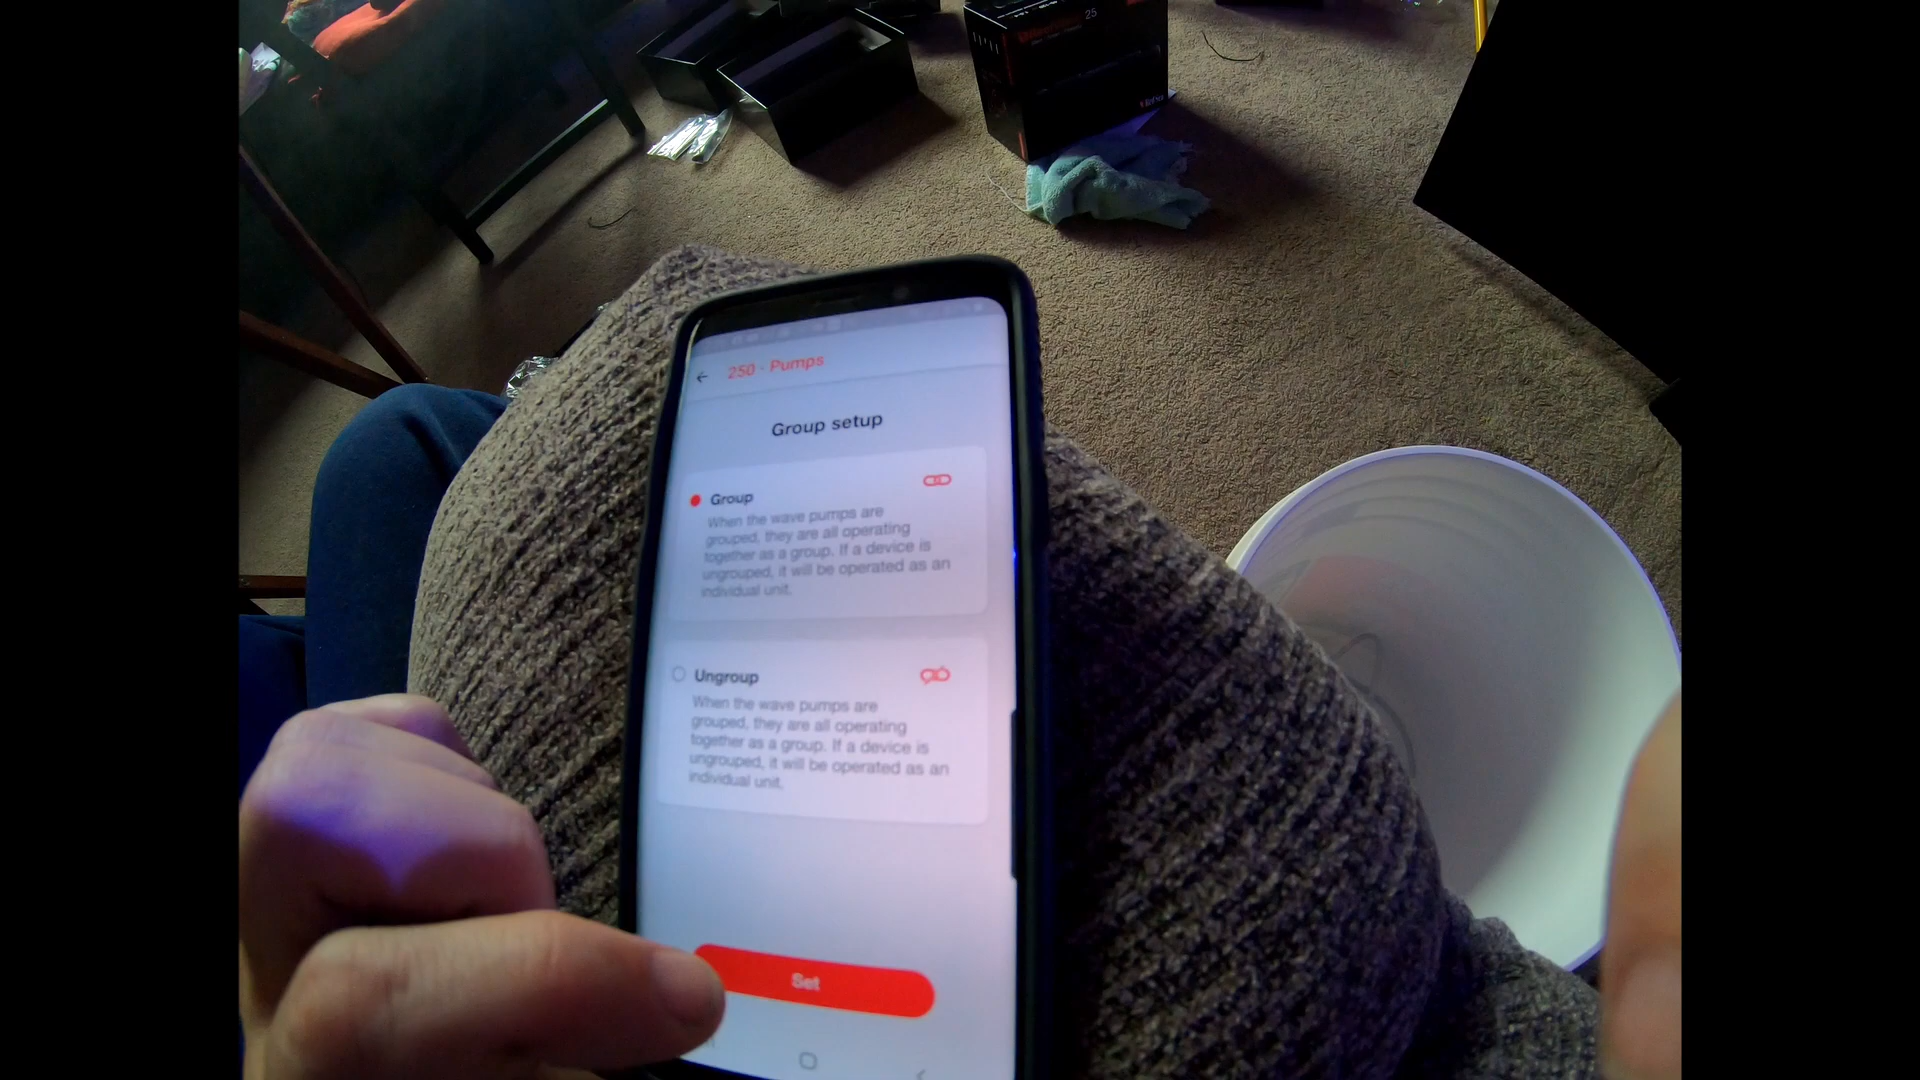 25
250 - Pumps
Group setup
Group
When the wave pumps are
grouped, they are all operating
together as a group. If a device is
ungrouped, it will be operated as an
individual unit.
Ungroup
When the wave pumps are
grouped, they are all operating
together as a group. If a device is
ungrouped, it will be operated as an
individual unit.
Set